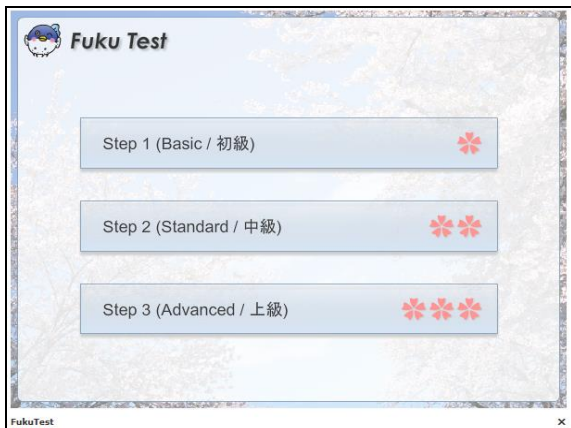 Fuku Test
Step 1 (Basic / 初級)
Step 2 (Standard / 中級)
Step 3 (Advanced / 上級)
FukuTest
×